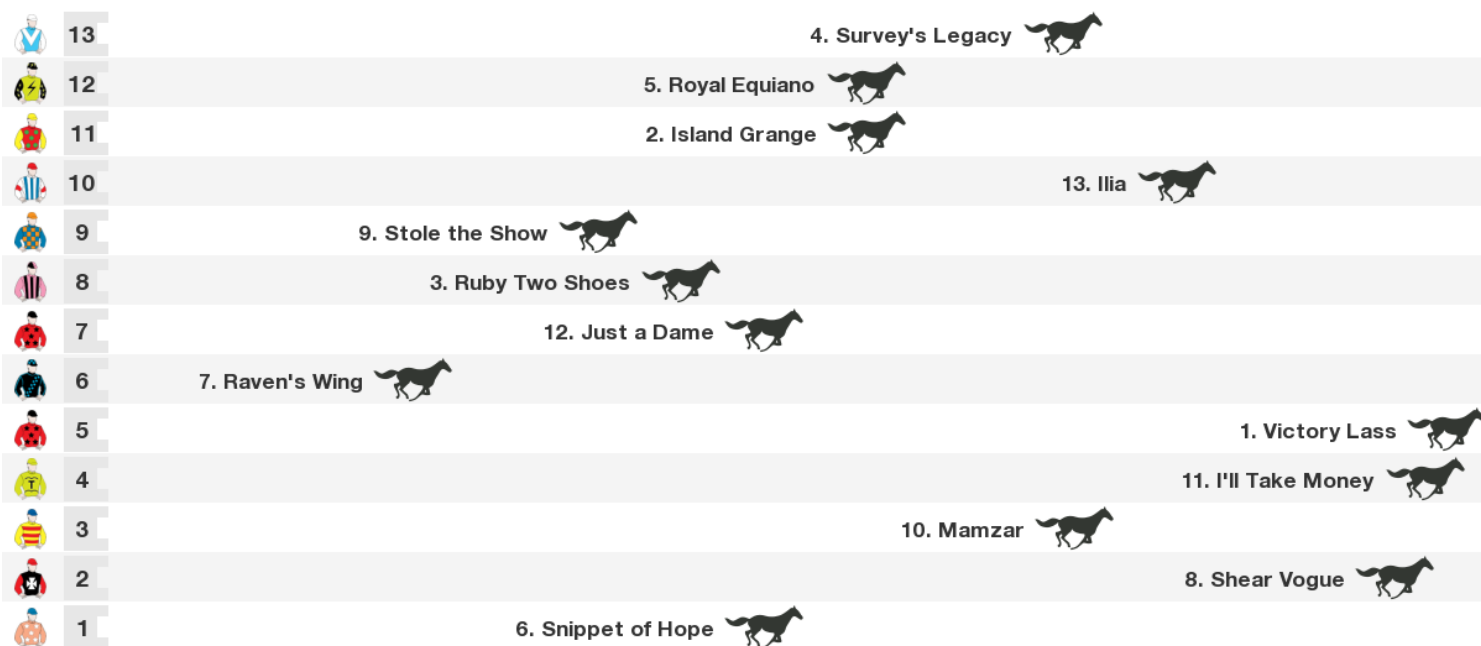 13 4. Survey's Legacy
12 5. Royal Equiano
11 2. Island Grange
10 13. Ilia
9 9. Stole the Show
8 3. Ruby Two Shoes
7 12. Just a Dame
6 7. Raven's Wing
5 1. Victory Lass
4 11. I'll Take Money
3 10. Mamzar
2 8. Shear Vogue
1 6. Snippet of Hope